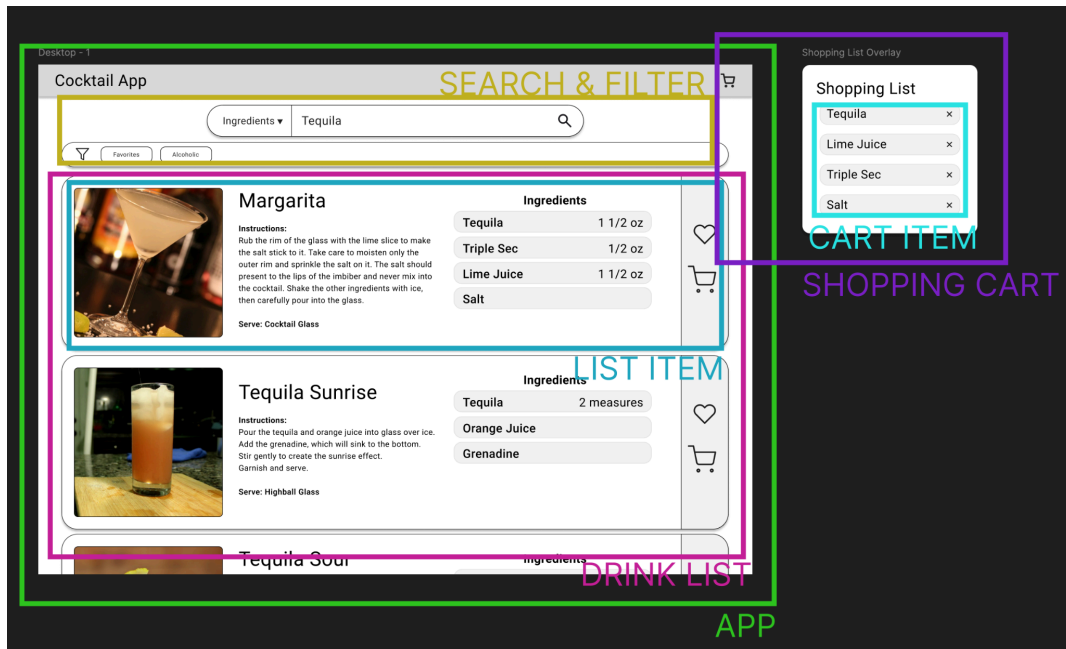 Desktop - 1
Shopping List Overlay
Cocktail App
SEARCH & FILTER
Ingredients ▾
Tequila
Favorites
Alcoholic
Margarita
Instructions:
Rub the rim of the glass with the lime slice to make
the salt stick to it. Take care to moisten only the
outer rim and sprinkle the salt on it. The salt should
present to the lips of the imbiber and never mix into
the cocktail. Shake the other ingredients with ice,
then carefully pour into the glass.
Serve: Cocktail Glass
Ingredients
Tequila 1 1/2 oz
Triple Sec 1/2 oz
Lime Juice 1 1/2 oz
Salt
LIST ITEM
Tequila Sunrise
Instructions:
Pour the tequila and orange juice into glass over ice.
Add the grenadine, which will sink to the bottom.
Stir gently to create the sunrise effect.
Garnish and serve.
Serve: Highball Glass
Ingredients
Tequila 2 measures
Orange Juice
Grenadine
Tequila Sour
Ingredients
DRINK LIST
APP
Shopping List
Tequila ×
Lime Juice ×
Triple Sec ×
Salt ×
CART ITEM
SHOPPING CART